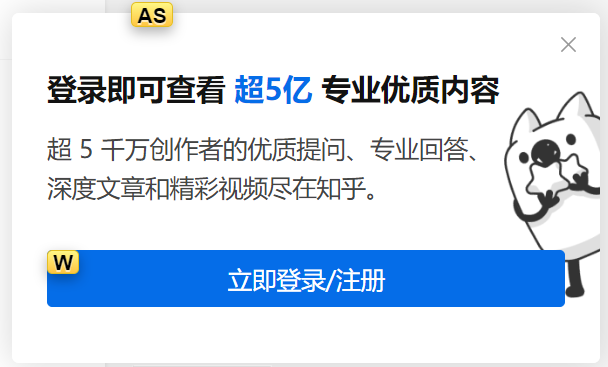 AS
登录即可查看 超5亿 专业优质内容
超 5 千万创作者的优质提问、专业回答、
深度文章和精彩视频尽在知乎。
W
立即登录/注册